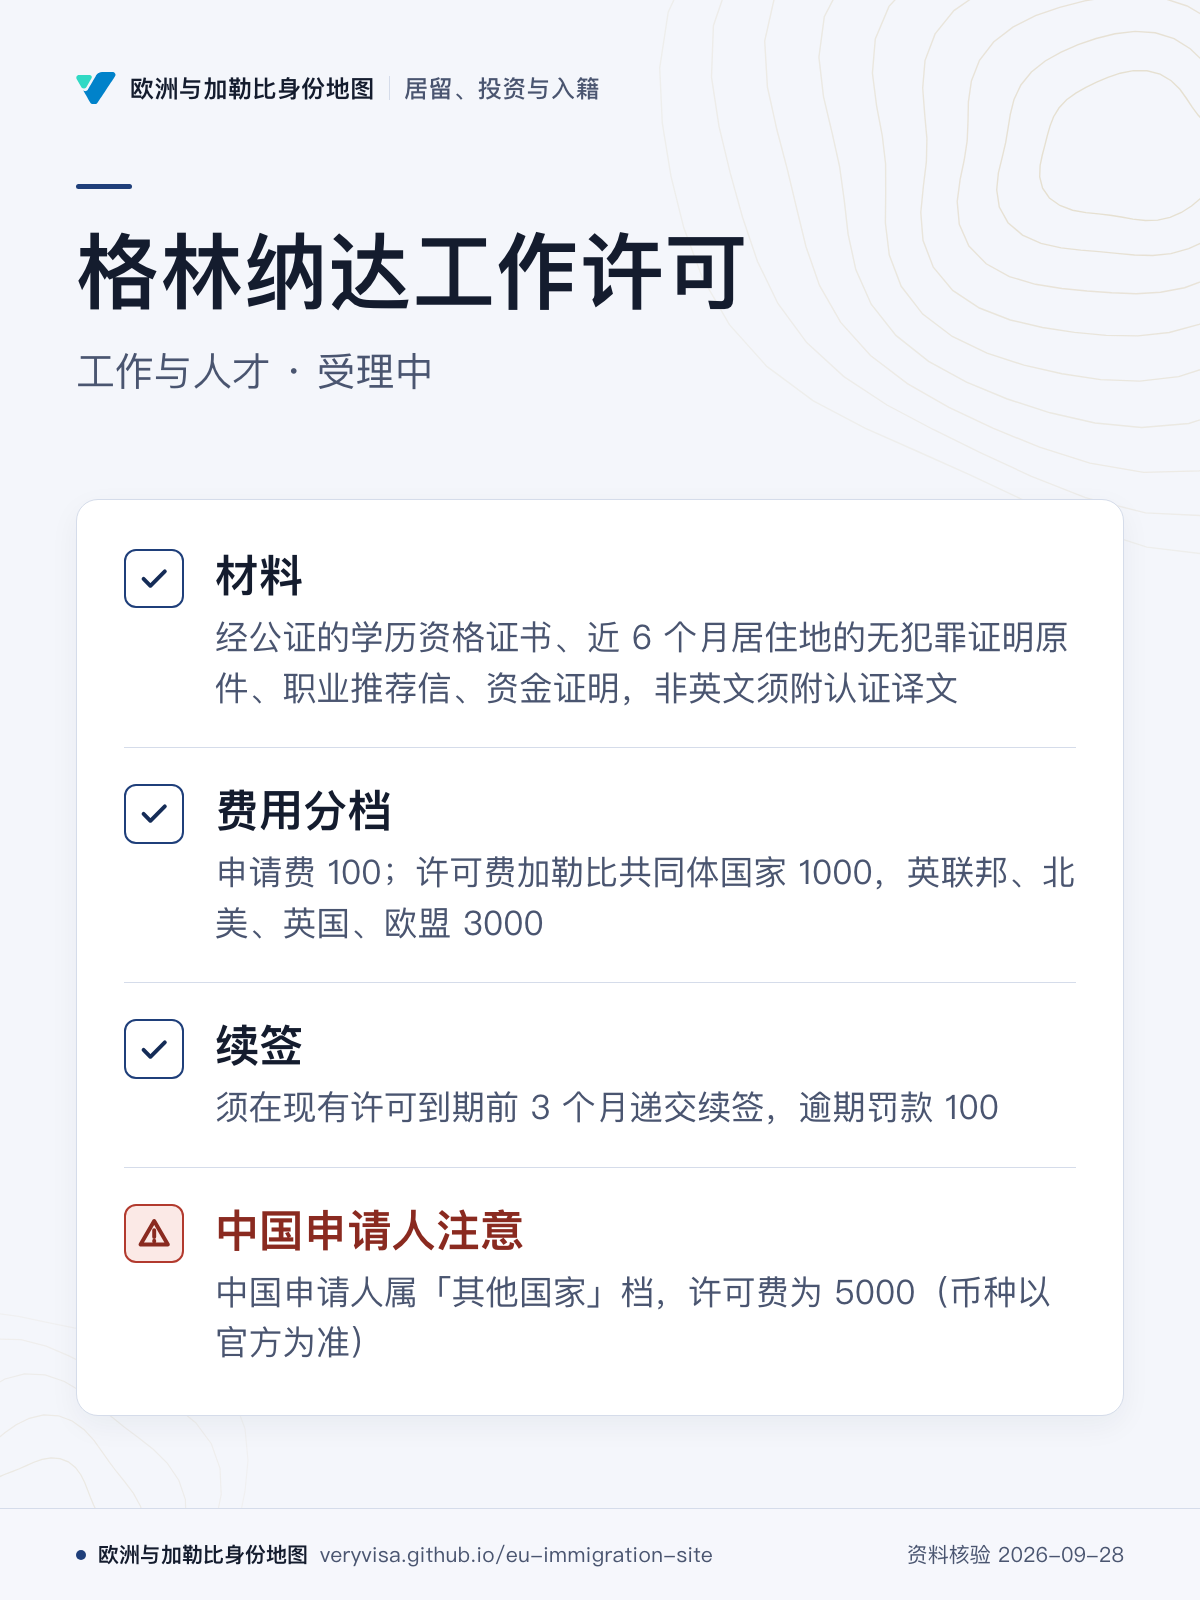 欧洲与加勒比身份地图 居留、投资与入籍
格林纳达工作许可
工作与人才 · 受理中
材料
经公证的学历资格证书、近 6 个月居住地的无犯罪证明原
件、职业推荐信、资金证明，非英文须附认证译文
费用分档
申请费 100；许可费加勒比共同体国家 1000，英联邦、北
美、英国、欧盟 3000
续签
须在现有许可到期前 3 个月递交续签，逾期罚款 100
中国申请人注意
中国申请人属「其他国家」档，许可费为 5000（币种以
官方为准）
欧洲与加勒比身份地图 veryvisa.github.io/eu-immigration-site 资料核验 2026-09-28